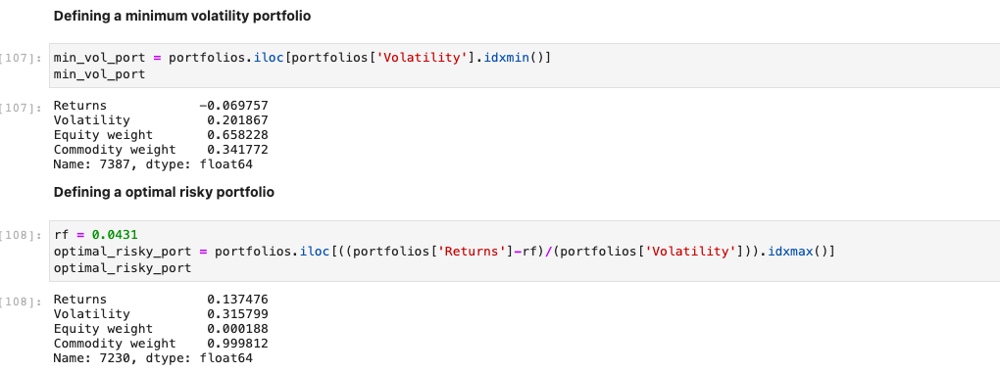 Defining a minimum volatility portfolio
[107]: min_vol_port = portfolios.iloc[portfolios['Volatility'].idxmin()]
min_vol_port
[107]: Returns -0.069757
Volatility 0.201867
Equity weight 0.658228
Commodity weight 0.341772
Name: 7387, dtype: float64
Defining a optimal risky portfolio
[108]: rf = 0.0431
optimal_risky_port = portfolios.iloc[((portfolios['Returns']-rf)/(portfolios['Volatility'])).idxmax()]
optimal_risky_port
[108]: Returns 0.137476
Volatility 0.315799
Equity weight 0.000188
Commodity weight 0.999812
Name: 7230, dtype: float64